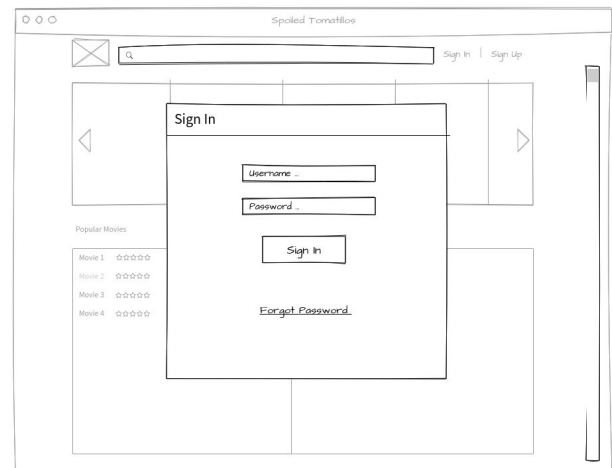 Spoiled Tomatillos
Sign In | Sign Up
Sign In
Username ...
Password ...
Sign In
Forgot Password
Popular Movies
Movie 1 ☆☆☆☆☆
Movie 2 ☆☆☆☆☆
Movie 3 ☆☆☆☆☆
Movie 4 ☆☆☆☆☆